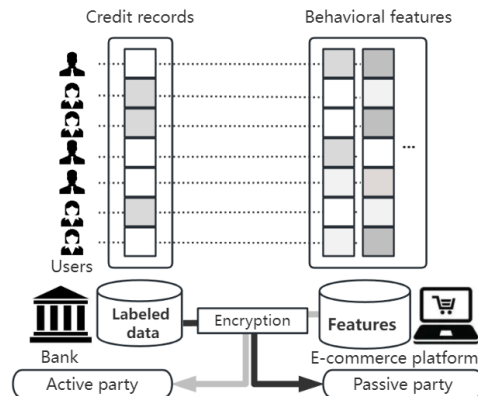 Credit records
Behavioral features
...
Users
Labeled
data
Encryption
Features
Bank
E-commerce platform
Active party
Passive party